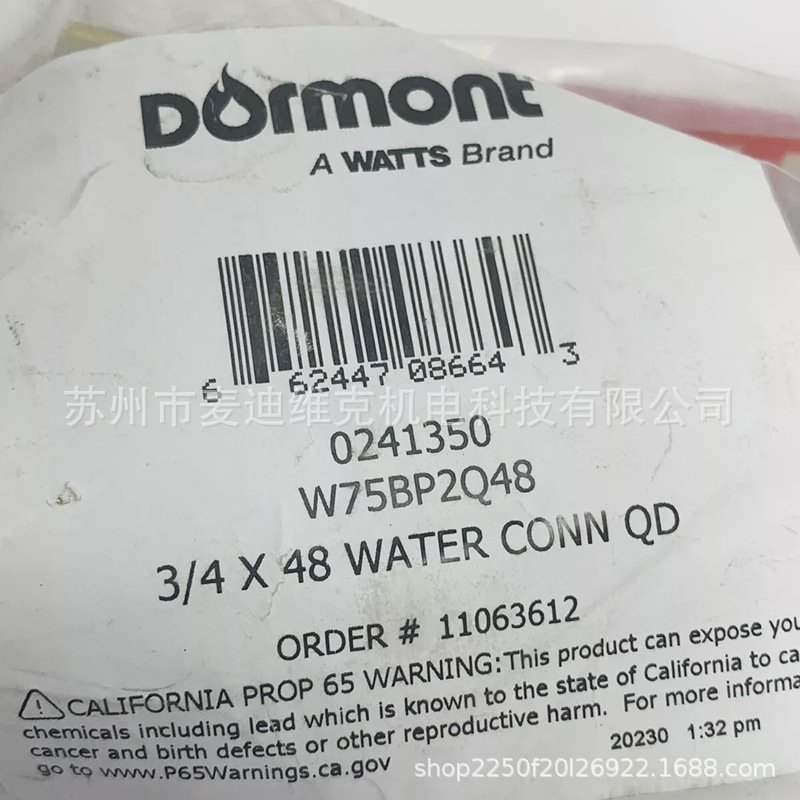 Dormont
A WATTS Brand
6 62447 08664 3
苏州市麦迪维克机电科技有限公司
0241350
W75BP2Q48
3/4 X 48 WATER CONN QD
ORDER # 11063612
CALIFORNIA PROP 65 WARNING:This product can expose you
chemicals including lead which is known to the state of California to ca
cancer and birth defects or other reproductive harm. For more informa
go to www.P65Warnings.ca.gov
20230 1:32 pm
shop2250f20l26922.1688.com